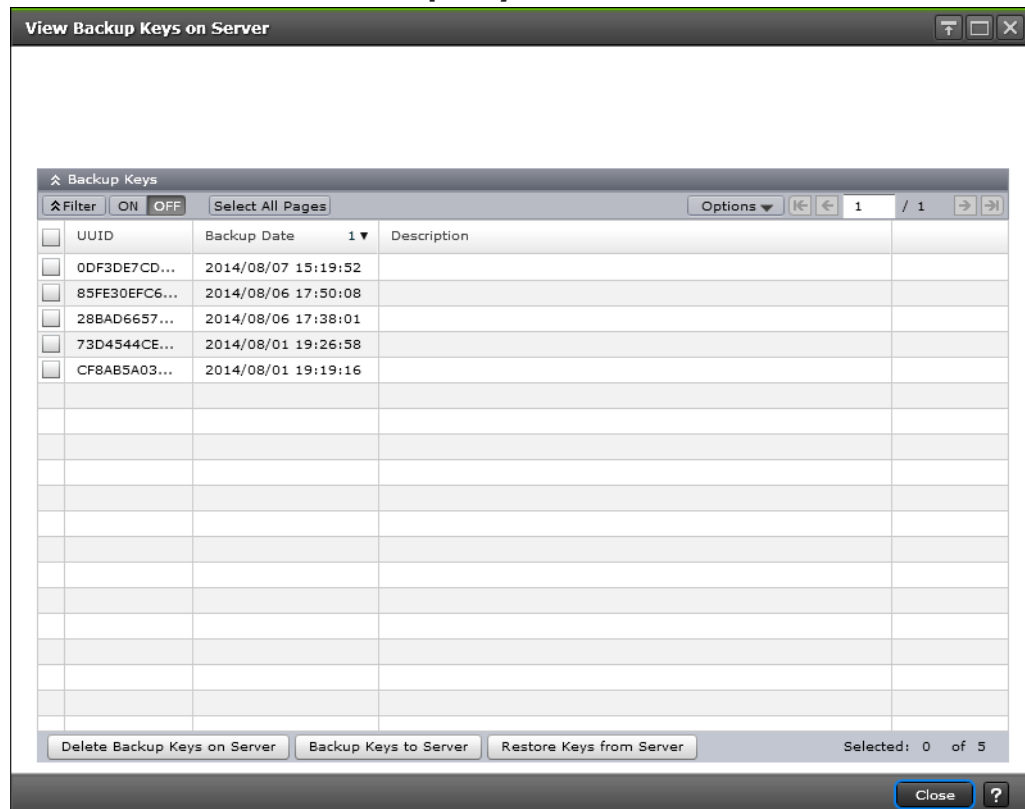 View Backup Keys on Server
Backup Keys
Filter ON OFF Select All Pages Options 1 / 1
UUID Backup Date 1 Description
0DF3DE7CD... 2014/08/07 15:19:52
85FE30EFC6... 2014/08/06 17:50:08
28BAD6657... 2014/08/06 17:38:01
73D4544CE... 2014/08/01 19:26:58
CF8AB5A03... 2014/08/01 19:19:16
Delete Backup Keys on Server Backup Keys to Server Restore Keys from Server Selected: 0 of 5
Close ?